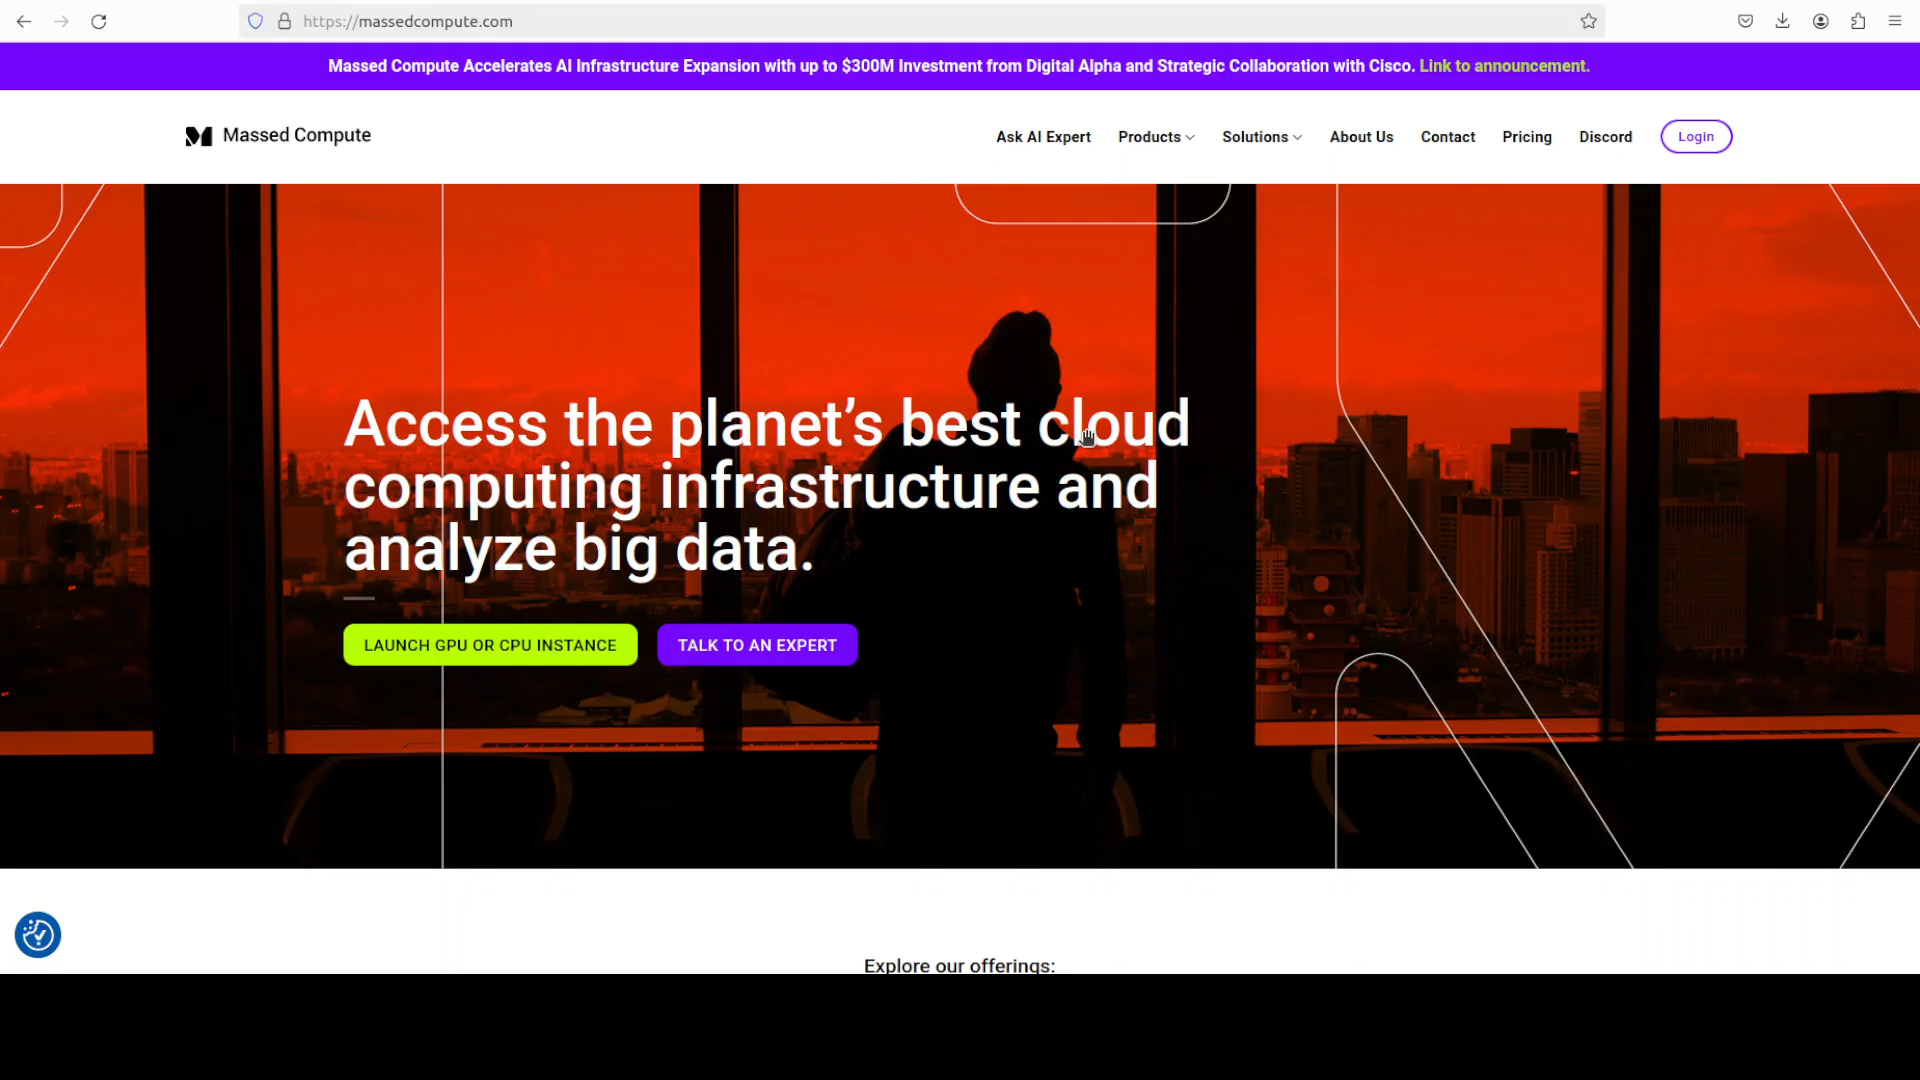 https://massedcompute.com
Massed Compute Accelerates AI Infrastructure Expansion with up to $300M Investment from Digital Alpha and Strategic Collaboration with Cisco. Link to announcement.
Massed Compute
Ask AI Expert Products Solutions About Us Contact Pricing Discord Login
Access the planet’s best cloud
computing infrastructure and
analyze big data.
LAUNCH GPU OR CPU INSTANCE TALK TO AN EXPERT
Explore our offerings: